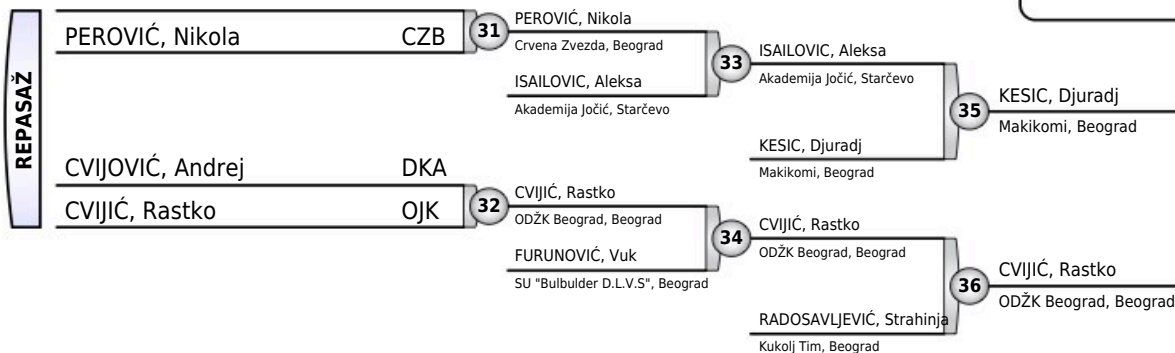 REPASAŽ
PEROVIĆ, Nikola CZB
CVIJOVIĆ, Andrej DKA
CVIJIĆ, Rastko OJK
31
32
PEROVIĆ, Nikola
Crvena Zvezda, Beograd
ISAILOVIC, Aleksa
Akademija Jočić, Starčevo
CVIJIĆ, Rastko
ODŽK Beograd, Beograd
FURUNOVIĆ, Vuk
SU "Bulbulder D.L.V.S", Beograd
33
34
ISAILOVIC, Aleksa
Akademija Jočić, Starčevo
KESIC, Djuradj
Makikomi, Beograd
CVIJIĆ, Rastko
ODŽK Beograd, Beograd
RADOSAVLJEVIĆ, Strahinja
Kukolj Tim, Beograd
35
36
KESIC, Djuradj
Makikomi, Beograd
CVIJIĆ, Rastko
ODŽK Beograd, Beograd